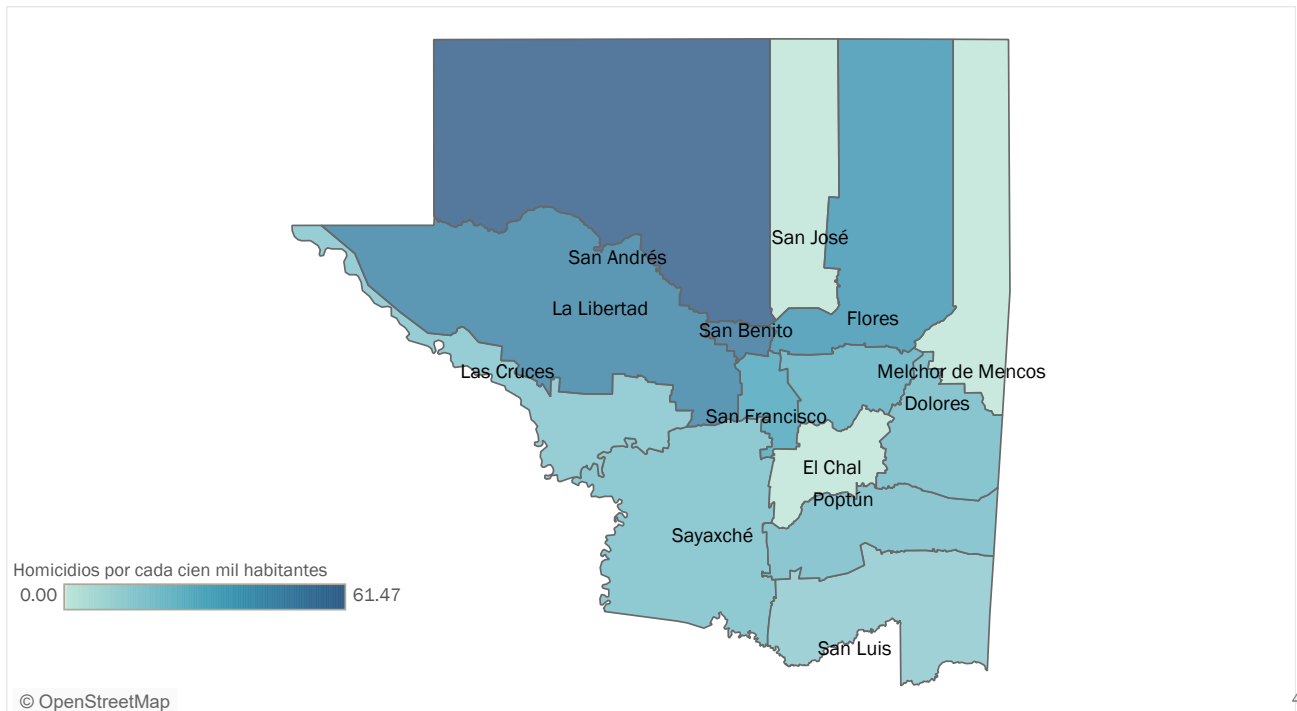 San José
San Andrés
La Libertad
Flores
San Benito
Las Cruces
Melchor de Mencos
Dolores
San Francisco
El Chal
Poptún
Sayaxché
Homicidios por cada cien mil habitantes
0.00 61.47
San Luis
© OpenStreetMap
4